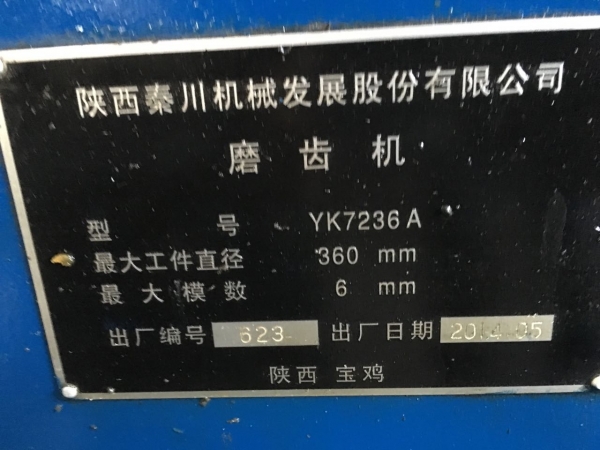 陕西秦川机械发展股份有限公司
磨齿机
型号 YK7236A
最大工件直径 360 mm
最大模数 6 mm
出厂编号 623 出厂日期 2014-05
陕西 宝鸡